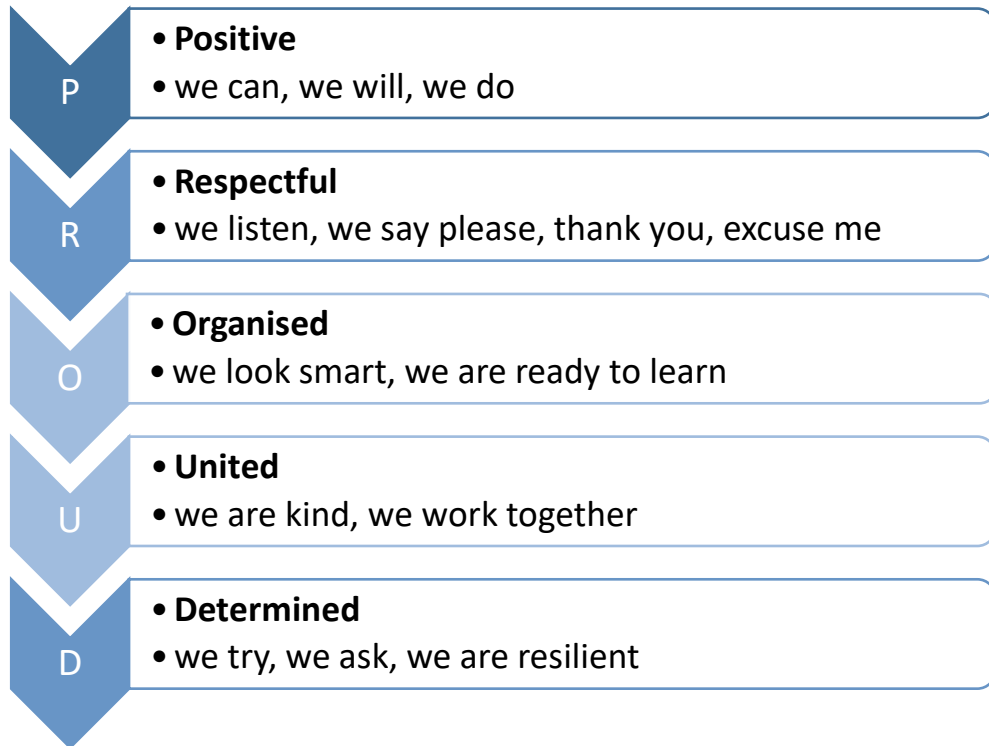 P
• Positive
• we can, we will, we do
R
• Respectful
• we listen, we say please, thank you, excuse me
O
• Organised
• we look smart, we are ready to learn
U
• United
• we are kind, we work together
D
• Determined
• we try, we ask, we are resilient